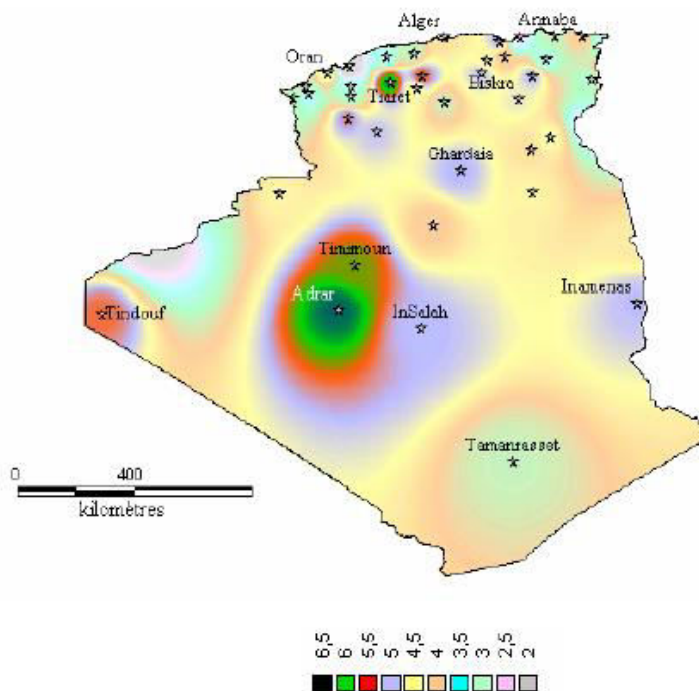 Alger
Annaba
Oran
Tiaret
Biskra
Ghardaia
Timimoun
Adrar
InSalah
Inamenas
Tindouf
Tamanrasset
0 400
kilomètres
6,5 6 5,5 5 4,5 4 3,5 3 2,5 2